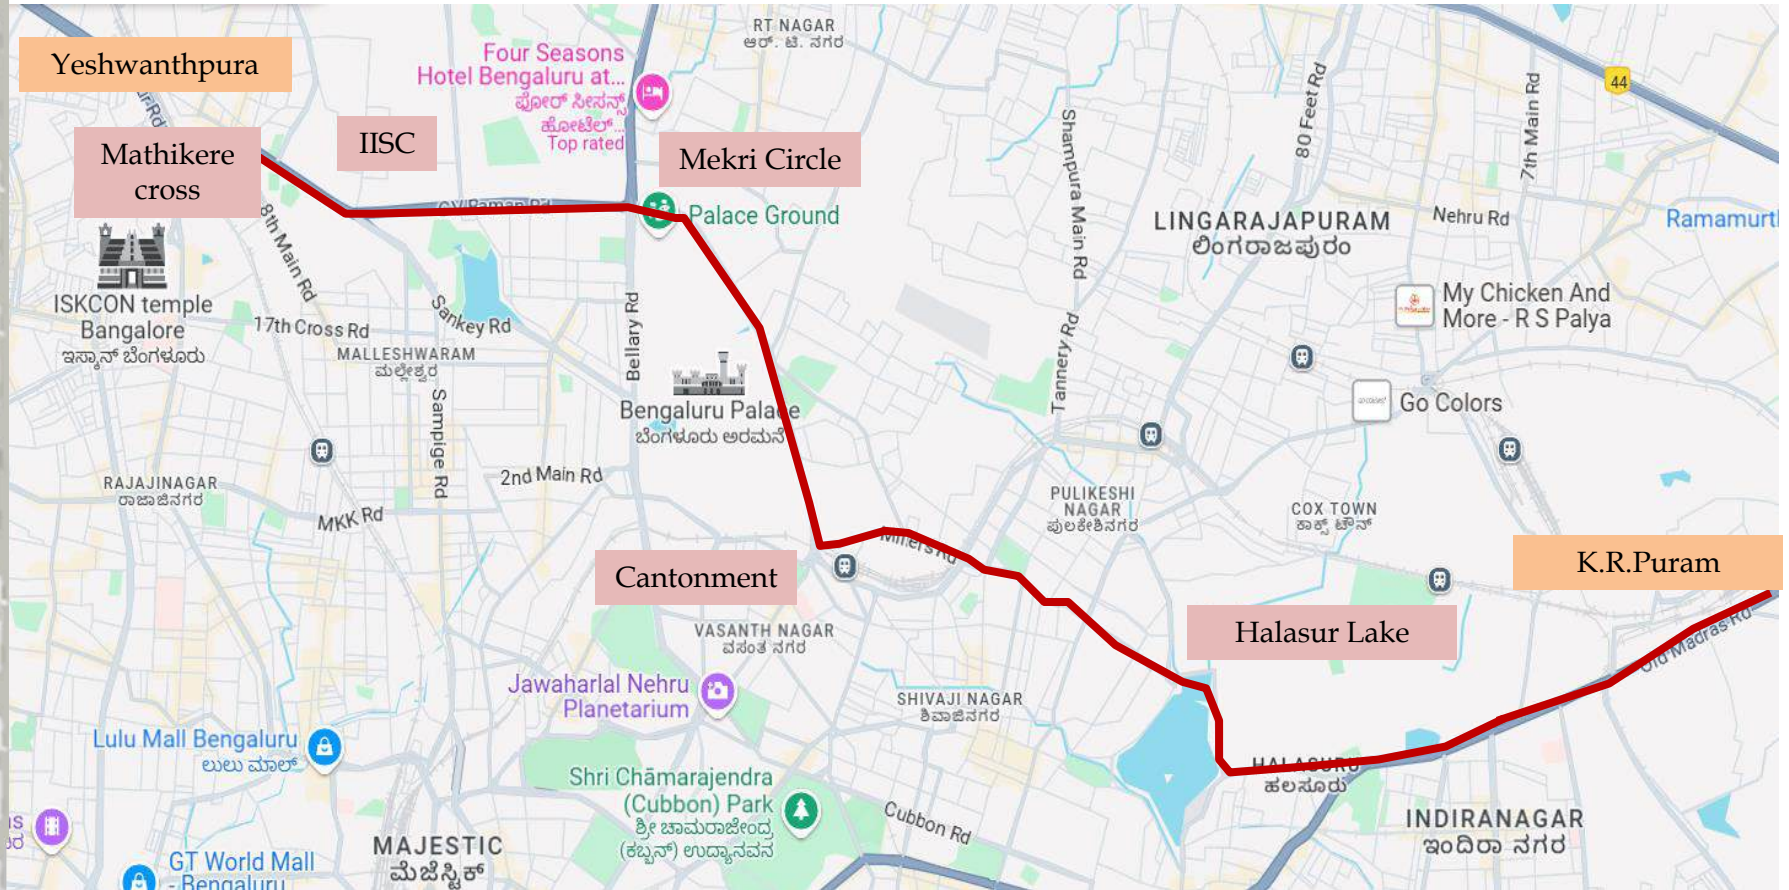 RT NAGAR
ಆರ್. ಟಿ. ನಗರ
Yeshwanthpura
Four Seasons
Hotel Bengaluru at...
ಫೋರ್ ಸೀಸನ್ಸ್
ಹೋಟೆಲ್...
Top rated
44
80 Feet Rd
7th Main Rd
Shampura Main Rd
Mathikere
cross
IISC
Mekri Circle
CV Raman Rd
Palace Ground
8th Main Rd
LINGARAJAPURAM
ಲಿಂಗರಾಜಪುರಂ
Nehru Rd
ISKCON temple
Bangalore
ಇಸ್ಕಾನ್ ಬೆಂಗಳೂರು
17th Cross Rd
Sankey Rd
MALLESHWARAM
ಮಲ್ಲೇಶ್ವರ
Bellary Rd
My Chicken And
More - R S Palya
Tannery Rd
Bengaluru Palace
ಬೆಂಗಳೂರು ಅರಮನೆ
Go Colors
Sampige Rd
2nd Main Rd
RAJAJINAGAR
ರಾಜಾಜಿನಗರ
MKK Rd
PULIKESHI
NAGAR
ಪುಲಕೇಶಿನಗರ
COX TOWN
ಕಾಕ್ಸ್ ಟೌನ್
Millers Rd
Cantonment
K.R.Puram
Halasur Lake
Old Madras Rd
VASANTH NAGAR
ವಸಂತ ನಗರ
Jawaharlal Nehru
Planetarium
SHIVAJI NAGAR
ಶಿವಾಜಿನಗರ
Lulu Mall Bengaluru
ಲುಲು ಮಾಲ್
HALASURU
ಹಲಸೂರು
Shri Chāmarajendra
(Cubbon) Park
ಶ್ರೀ ಚಾಮರಾಜೇಂದ್ರ
(ಕಬ್ಬನ್) ಉದ್ಯಾನವನ
Cubbon Rd
INDIRANAGAR
ಇಂದಿರಾ ನಗರ
MAJESTIC
ಮೆಜೆಸ್ಟಿಕ್
GT World Mall
- Bengaluru